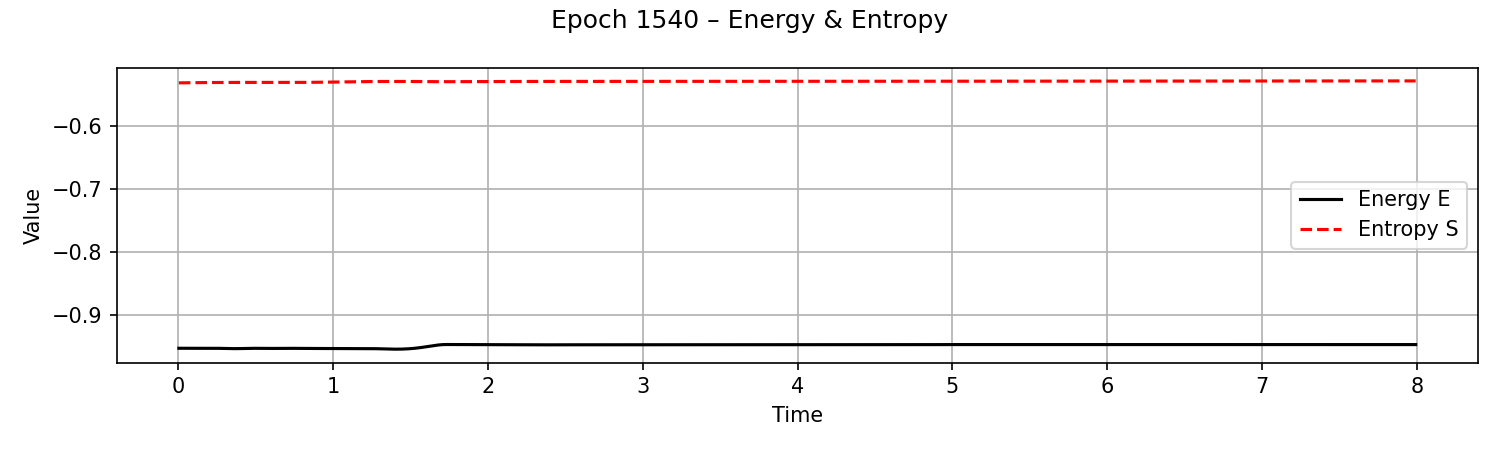 Epoch 1540 – Energy & Entropy
Value
−0.6
−0.7
−0.8
−0.9
Energy E
Entropy S
0 1 2 3 4 5 6 7 8
Time